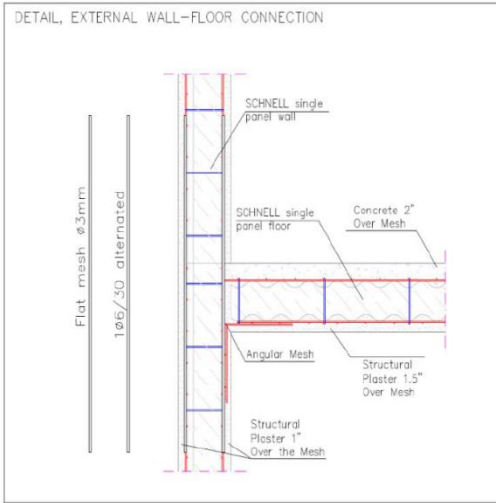 DETAIL, EXTERNAL WALL-FLOOR CONNECTION
SCHNELL single
panel wall
Flat mesh ø3mm
1ø6/30 alternated
SCHNELL single
panel floor
Concrete 2"
Over Mesh
Angular Mesh
Structural
Plaster 1.5"
Over Mesh
Structural
Plaster 1"
Over the Mesh